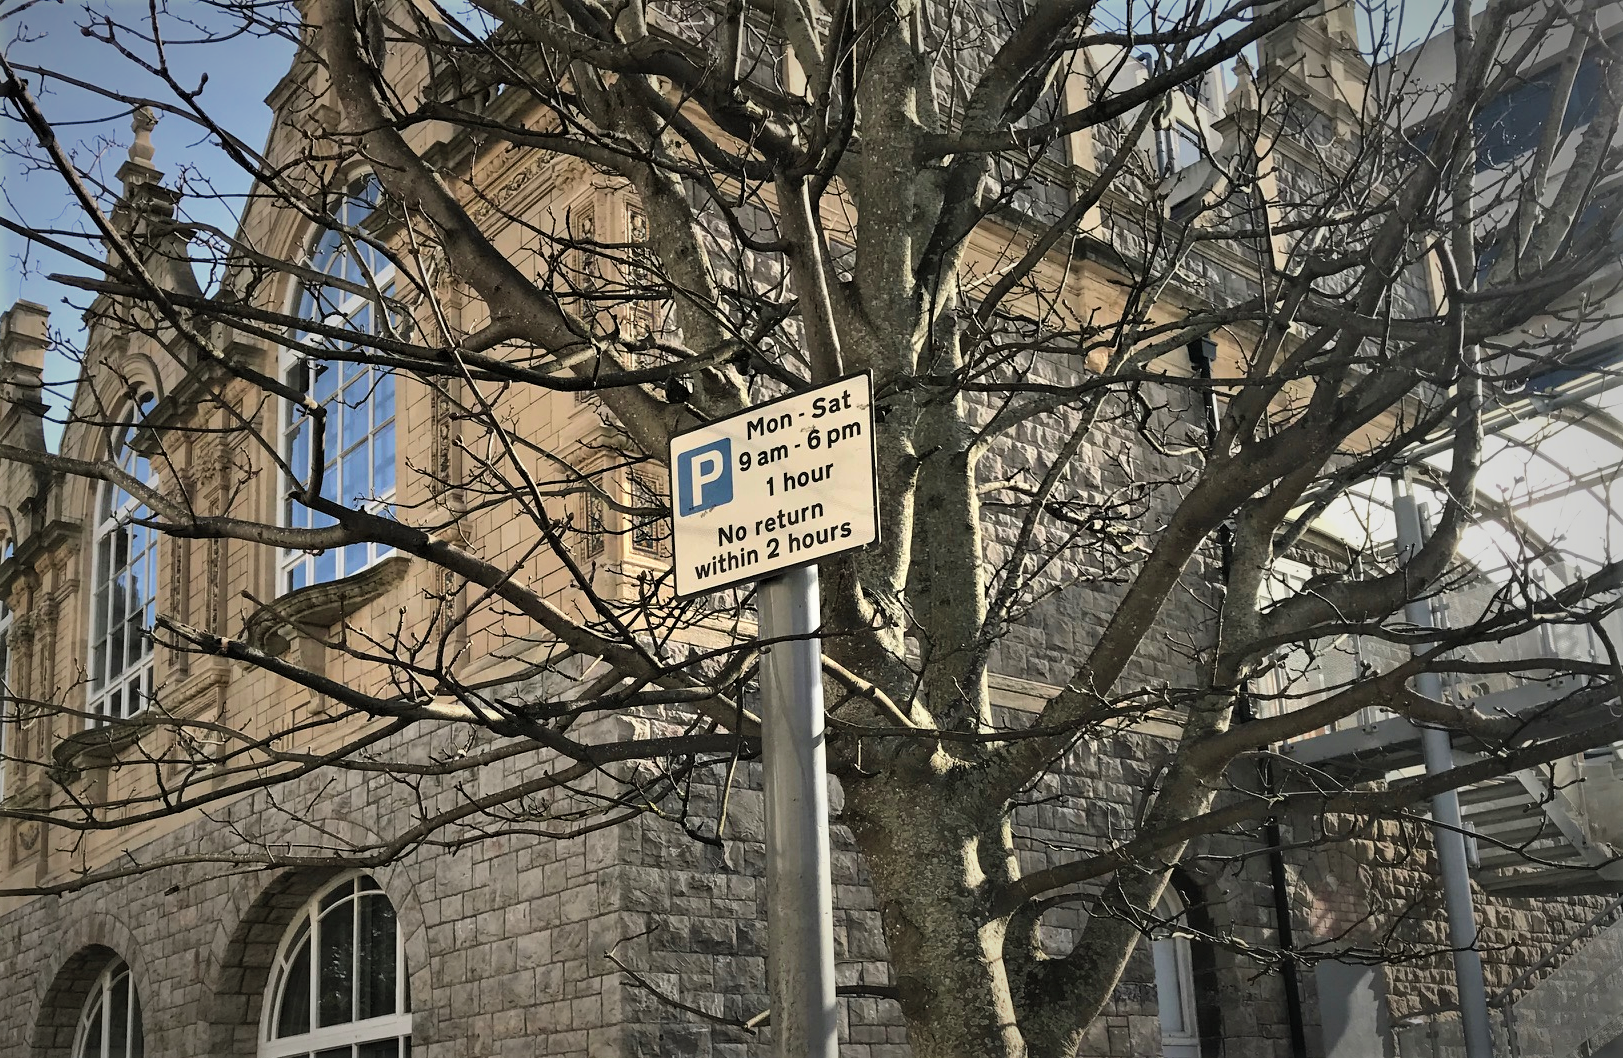 Mon - Sat
P 9 am - 6 pm
1 hour
No return
within 2 hours